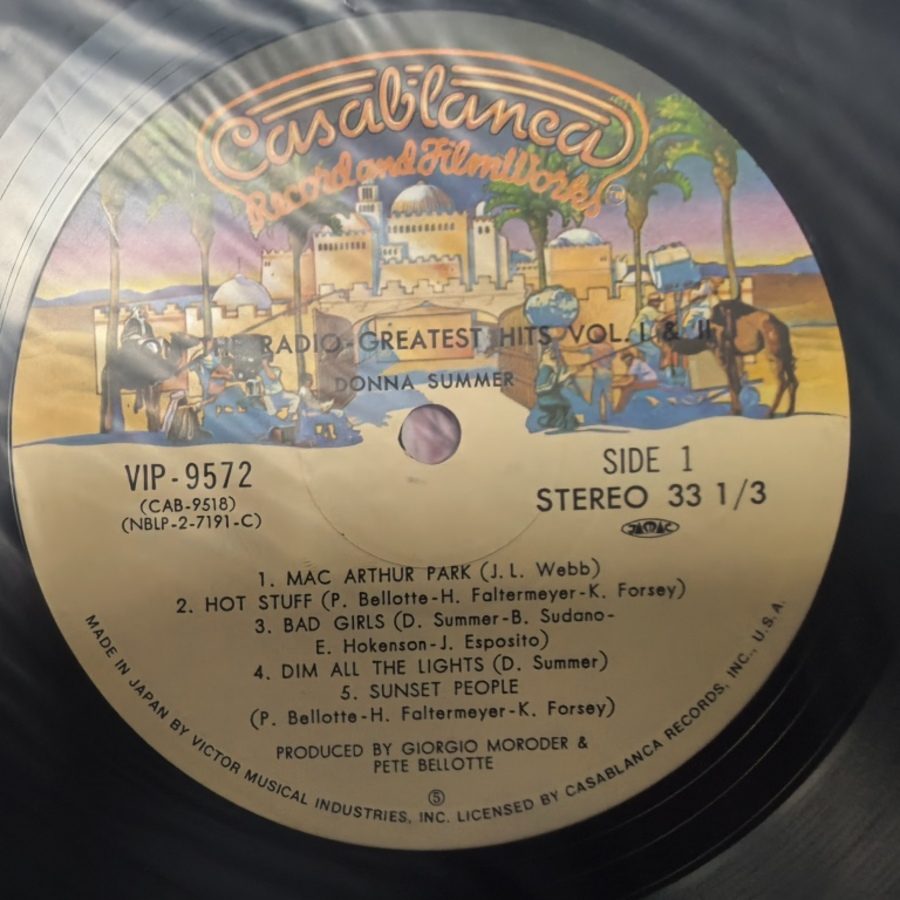 Casablanca
Record and FilmWorks
ON THE RADIO-GREATEST HITS VOL. I & II
DONNA SUMMER
VIP-9572
(CAB-9518)
(NBLP-2-7191-C)
SIDE 1
STEREO 33 1/3
JASRAC
1. MAC ARTHUR PARK (J. L. Webb)
2. HOT STUFF (P. Bellotte-H. Faltermeyer-K. Forsey)
3. BAD GIRLS (D. Summer-B. Sudano-
E. Hokenson-J. Esposito)
4. DIM ALL THE LIGHTS (D. Summer)
5. SUNSET PEOPLE
(P. Bellotte-H. Faltermeyer-K. Forsey)
PRODUCED BY GIORGIO MORODER &
PETE BELLOTTE
⑤
MADE IN JAPAN BY VICTOR MUSICAL INDUSTRIES, INC. LICENSED BY CASABLANCA RECORDS, INC., U.S.A.